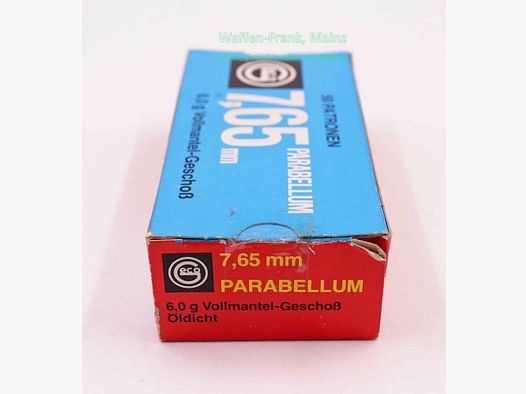 Waffen-Frank, Mainz
50 PATRONEN
7,65 mm
PARABELLUM
6,0 g Vollmantel-Geschoß
Geco
7,65 mm
PARABELLUM
6,0 g Vollmantel-Geschoß
Öldicht